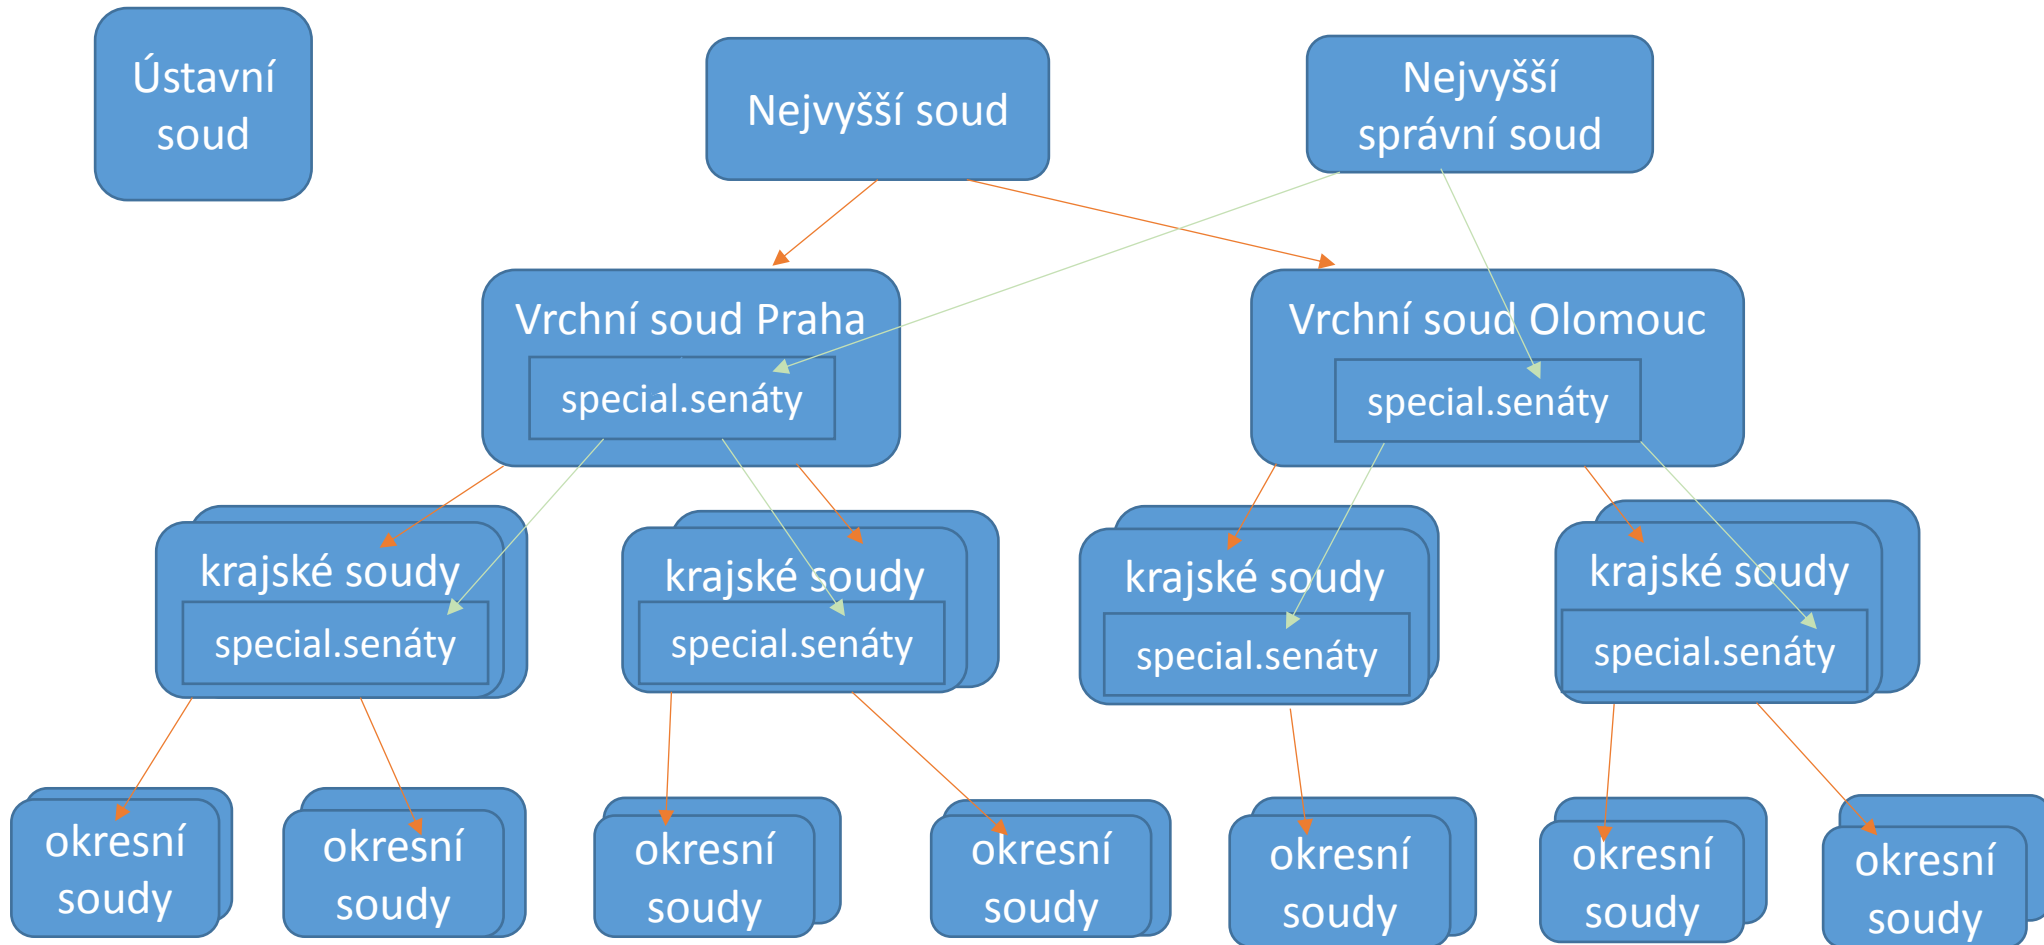 Ústavní
soud
Nejvyšší soud
Nejvyšší
správní soud
Vrchní soud Praha
special.senáty
Vrchní soud Olomouc
special.senáty
krajské soudy
special.senáty
krajské soudy
special.senáty
krajské soudy
special.senáty
krajské soudy
special.senáty
okresní
soudy
okresní
soudy
okresní
soudy
okresní
soudy
okresní
soudy
okresní
soudy
okresní
soudy